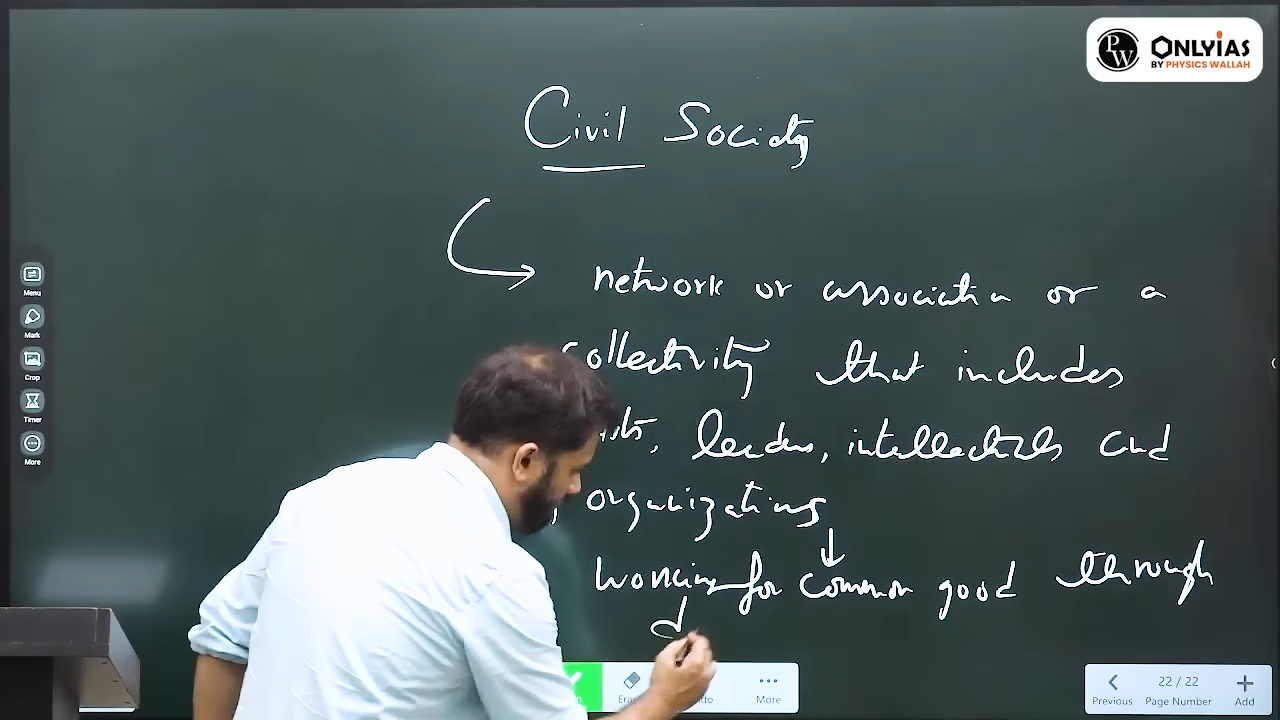 PW ONLYIAS
BY PHYSICS WALLAH
Civil Society
network or association or a
collectivity that includes
leaders, intellectuals and
organizations
working for common good through
d
Menu
Mark
Crop
Timer
More
More
Previous
22 / 22
Page Number
Add